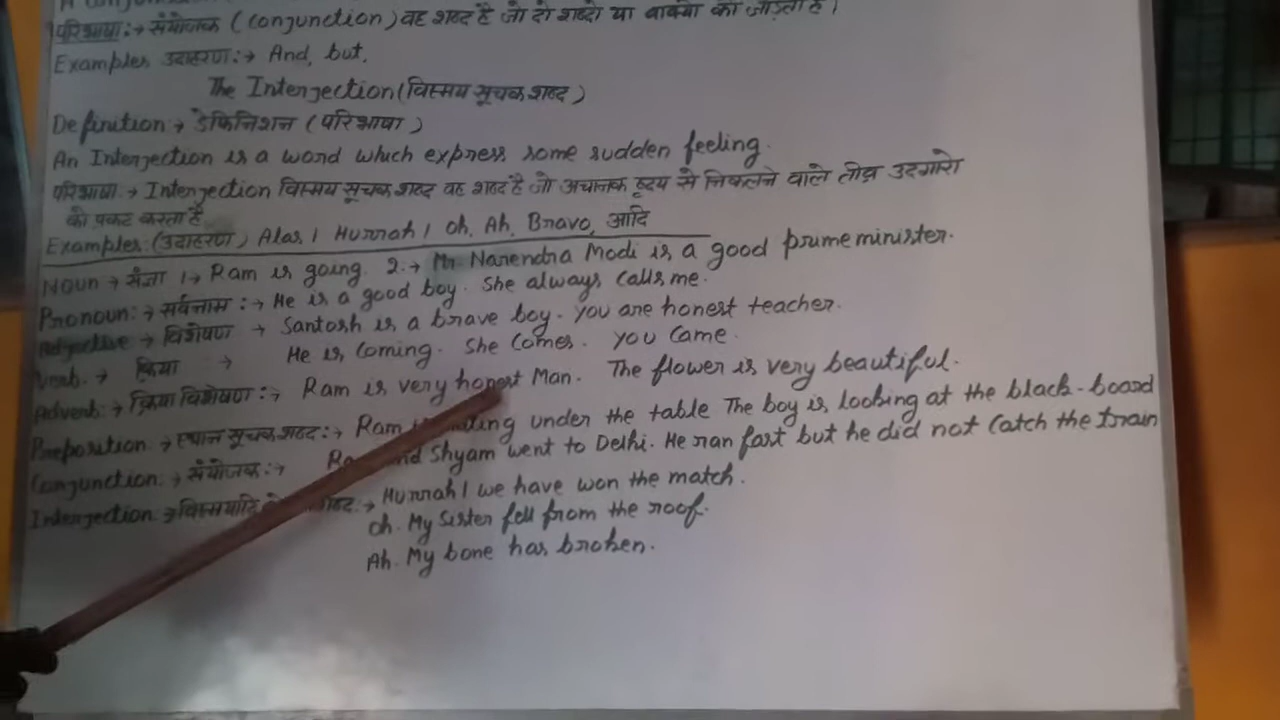 परिभाषा :→ संयोजक ( Conjunction ) वह शब्द है जो दो शब्दों या वाक्यों को जोड़ता है।
Examples उदाहरण :→ And, but,
The Interjection (विस्मय सूचक शब्द )
Definition → डेफिनिशन ( परिभाषा )
An Interjection is a word which express some sudden feeling.
परिभाषा → Interjection विस्मय सूचक शब्द वह शब्द है जो अचानक हृदय से निकलने वाले तीव्र उदगारो
को प्रकट करता है
Examples: (उदाहरण) Alas! Hurrah! Oh, Ah, Bravo, आदि
Noun → संज्ञा 1 → Ram is going. 2. → Mr. Narendra Modi is a good prime minister.
Pronoun: → सर्वनाम :→ He is a good boy. She always calls me.
Adjective → विशेषण → Santosh is a brave boy. you are honest teacher.
Verb. → क्रिया → He is coming. She comes. you came.
Adverb: → क्रिया विशेषण :→ Ram is very honest Man. The flower is very beautiful.
Preposition → स्थान सूचक शब्द :→ Ram under the table The boy is looking at the black-board
Conjunction → संयोजक :→ Shyam went to Delhi. He ran fast but he did not catch the train
Interjection → :→ Hurrah! we have won the match.
Oh. My sister fell from the roof.
Ah. My bone has broken.